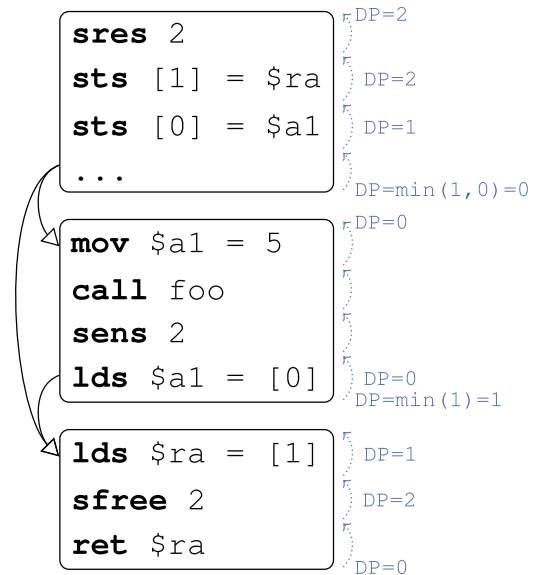 sres 2 DP=2
sts [1] = $ra DP=2
sts [0] = $a1 DP=1
... DP=min(1,0)=0
mov $a1 = 5 DP=0
call foo
sens 2
lds $a1 = [0] DP=0
DP=min(1)=1
lds $ra = [1] DP=1
sfree 2 DP=2
ret $ra
DP=0